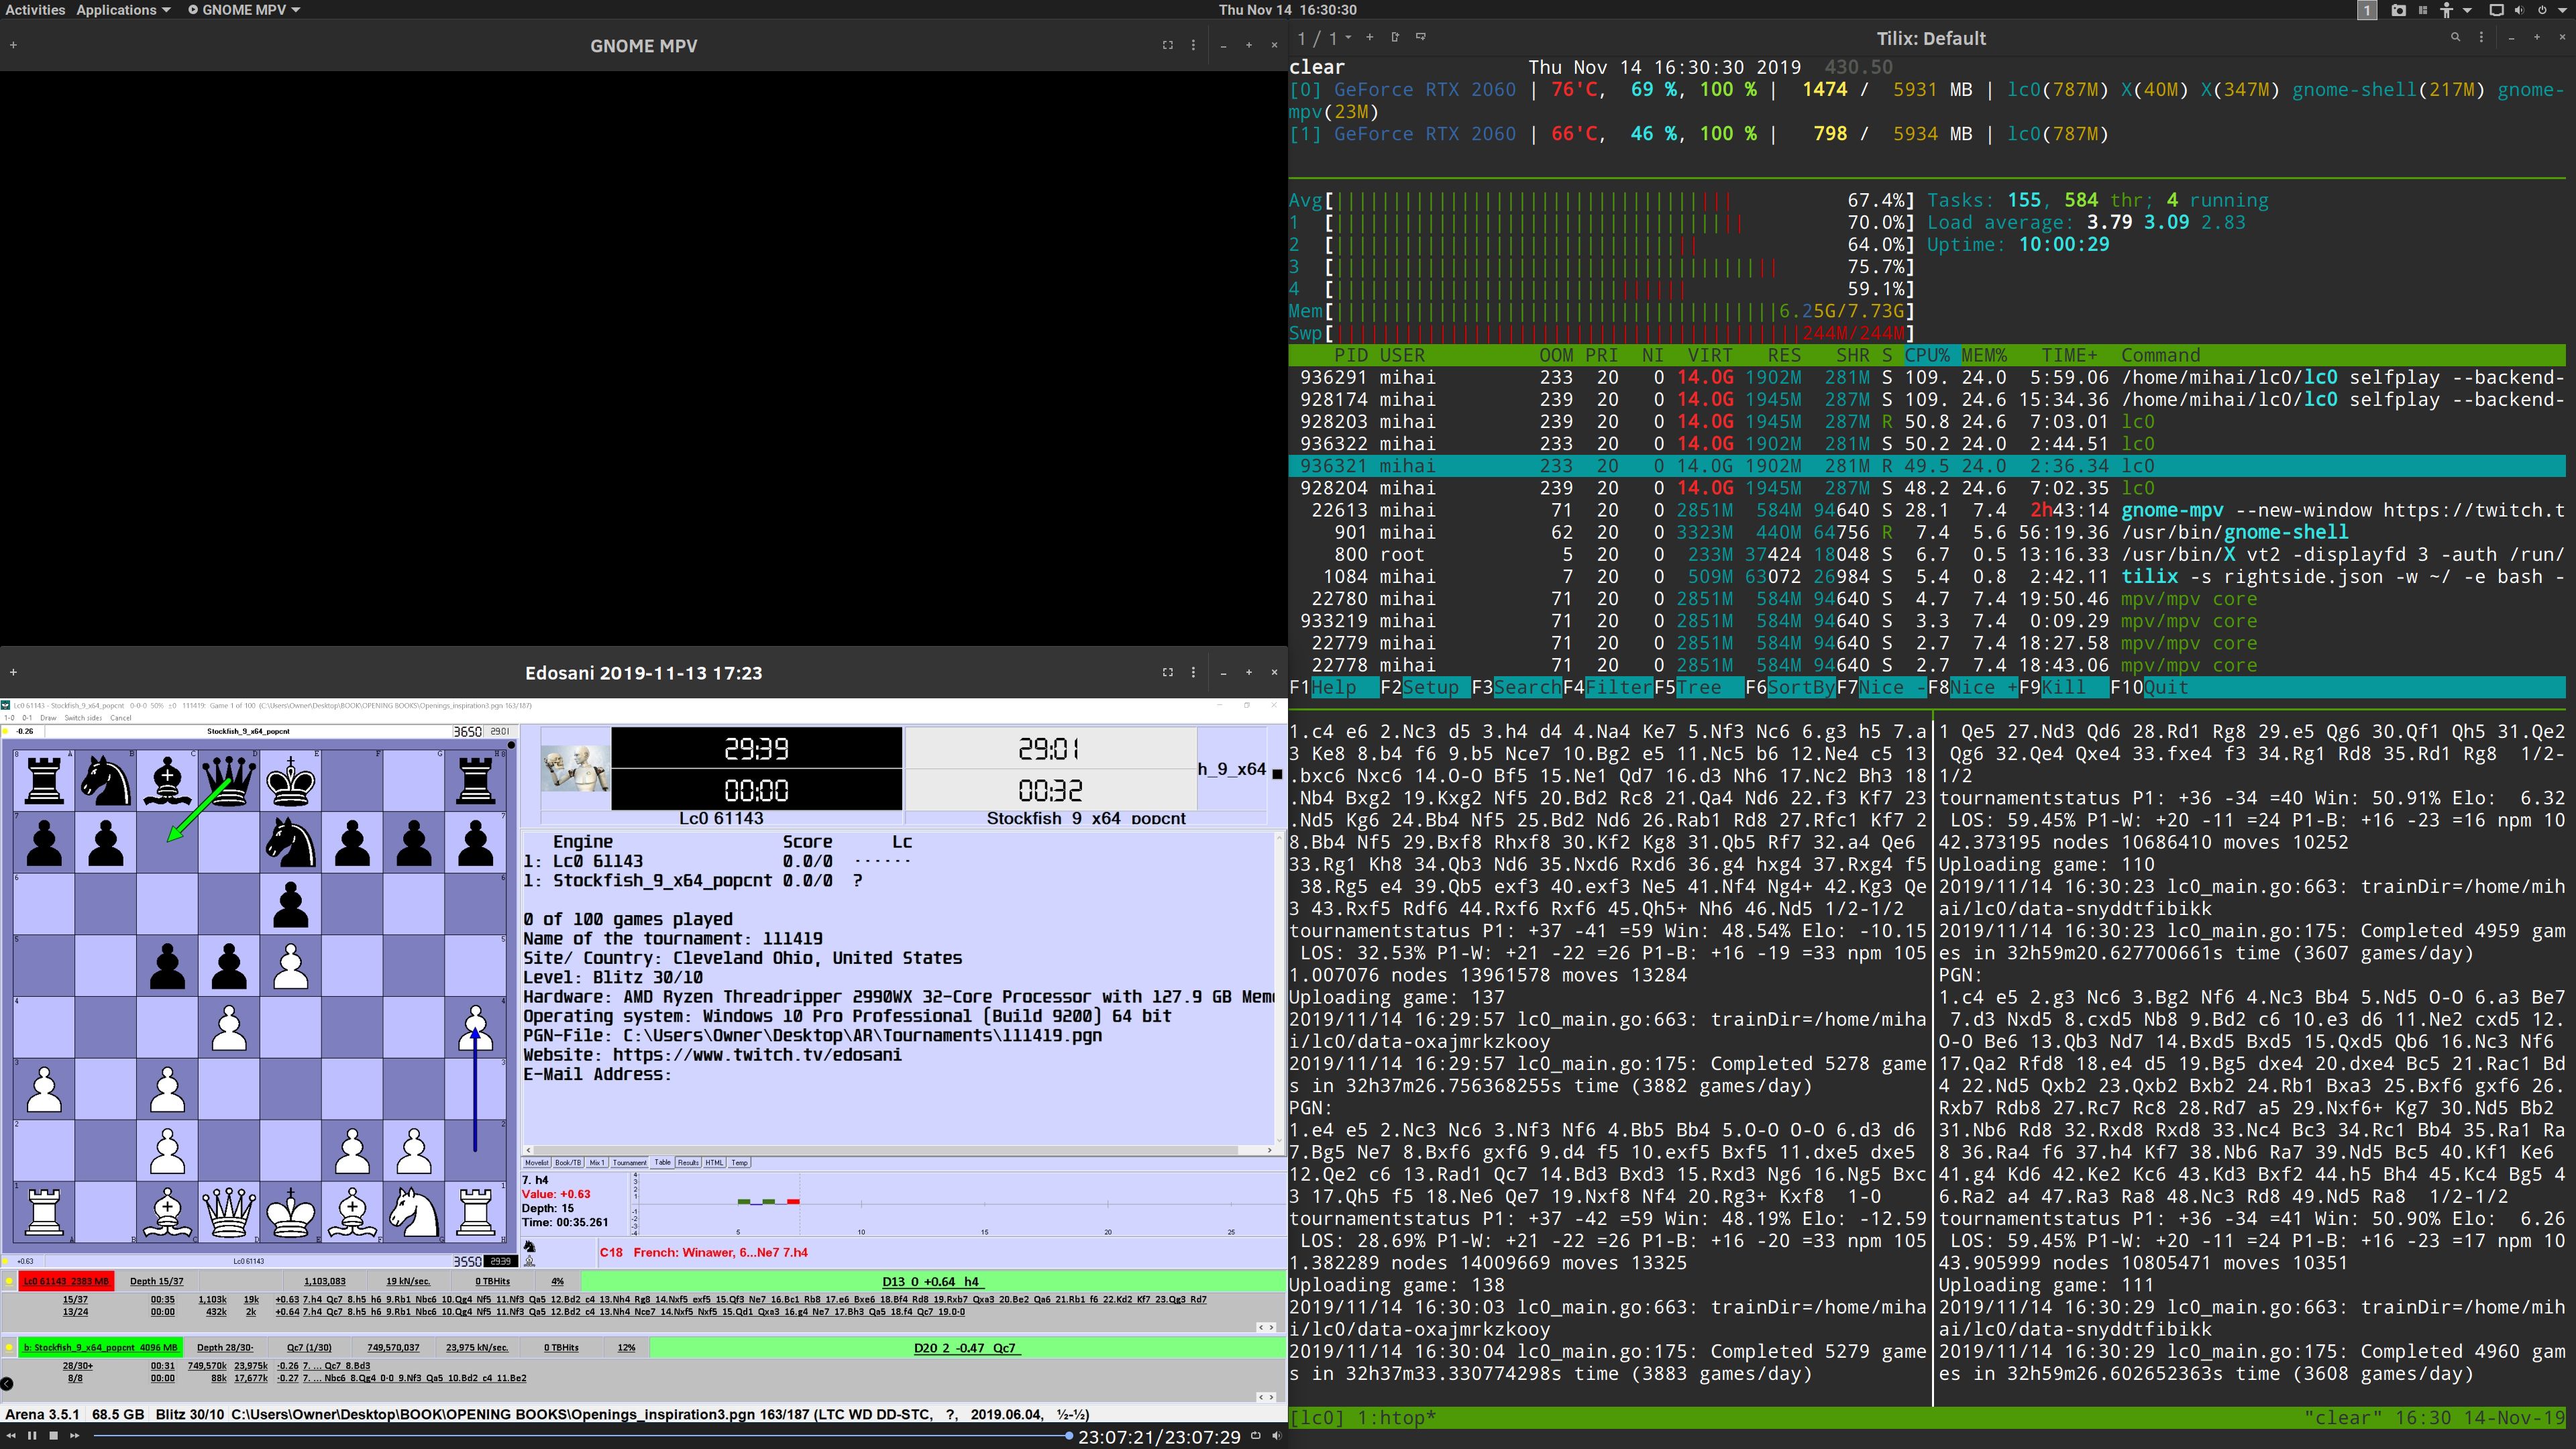 Activities Applications GNOME MPV Thu Nov 14 16:30:30 1
GNOME MPV
1 / 1 Tilix: Default
clear Thu Nov 14 16:30:30 2019 430.50
[0] GeForce RTX 2060 | 76'C, 69 %, 100 % | 1474 / 5931 MB | lc0(787M) X(40M) X(347M) gnome-shell(217M) gnome-
mpv(23M)
[1] GeForce RTX 2060 | 66'C, 46 %, 100 % | 798 / 5934 MB | lc0(787M)
Avg[ 67.4%] Tasks: 155, 584 thr; 4 running
1 [ 70.0%] Load average: 3.79 3.09 2.83
2 [ 64.0%] Uptime: 10:00:29
3 [ 75.7%]
4 [ 59.1%]
Mem[ 6.25G/7.73G]
Swp[ 244M/244M]
PID USER OOM PRI NI VIRT RES SHR S CPU% MEM% TIME+ Command
936291 mihai 233 20 0 14.0G 1902M 281M S 109. 24.0 5:59.06 /home/mihai/lc0/lc0 selfplay --backend-
928174 mihai 239 20 0 14.0G 1945M 287M S 109. 24.6 15:34.36 /home/mihai/lc0/lc0 selfplay --backend-
928203 mihai 239 20 0 14.0G 1945M 287M R 50.8 24.6 7:03.01 lc0
936322 mihai 233 20 0 14.0G 1902M 281M S 50.2 24.0 2:44.51 lc0
936321 mihai 233 20 0 14.0G 1902M 281M R 49.5 24.0 2:36.34 lc0
928204 mihai 239 20 0 14.0G 1945M 287M S 48.2 24.6 7:02.35 lc0
22613 mihai 71 20 0 2851M 584M 94640 S 28.1 7.4 2h43:14 gnome-mpv --new-window https://twitch.t
901 mihai 62 20 0 3323M 440M 64756 R 7.4 5.6 56:19.36 /usr/bin/gnome-shell
800 root 5 20 0 233M 37424 18048 S 6.7 0.5 13:16.33 /usr/bin/X vt2 -displayfd 3 -auth /run/
1084 mihai 7 20 0 509M 63072 26984 S 5.4 0.8 2:42.11 tilix -s rightside.json -w ~/ -e bash -
22780 mihai 71 20 0 2851M 584M 94640 S 4.7 7.4 19:50.46 mpv/mpv core
933219 mihai 71 20 0 2851M 584M 94640 S 3.3 7.4 0:09.29 mpv/mpv core
22779 mihai 71 20 0 2851M 584M 94640 S 2.7 7.4 18:27.58 mpv/mpv core
22778 mihai 71 20 0 2851M 584M 94640 S 2.7 7.4 18:43.06 mpv/mpv core
F1Help F2Setup F3SearchF4FilterF5Tree F6SortByF7Nice -F8Nice +F9Kill F10Quit
1.c4 e6 2.Nc3 d5 3.h4 d4 4.Na4 Ke7 5.Nf3 Nc6 6.g3 h5 7.a
3 Ke8 8.b4 f6 9.b5 Nce7 10.Bg2 e5 11.Nc5 b6 12.Ne4 c5 13
.bxc6 Nxc6 14.O-O Bf5 15.Ne1 Qd7 16.d3 Nh6 17.Nc2 Bh3 18
.Nb4 Bxg2 19.Kxg2 Nf5 20.Bd2 Rc8 21.Qa4 Nd6 22.f3 Kf7 23
.Nd5 Kg6 24.Bb4 Nf5 25.Bd2 Nd6 26.Rab1 Rd8 27.Rfc1 Kf7 2
8.Bb4 Nf5 29.Bxf8 Rhxf8 30.Kf2 Kg8 31.Qb5 Rf7 32.a4 Qe6
33.Rg1 Kh8 34.Qb3 Nd6 35.Nxd6 Rxd6 36.g4 hxg4 37.Rxg4 f5
38.Rg5 e4 39.Qb5 exf3 40.exf3 Ne5 41.Nf4 Ng4+ 42.Kg3 Qe
3 43.Rxf5 Rdf6 44.Rxf6 Rxf6 45.Qh5+ Nh6 46.Nd5 1/2-1/2
tournamentstatus P1: +37 -41 =59 Win: 48.54% Elo: -10.15
LOS: 32.53% P1-W: +21 -22 =26 P1-B: +16 -19 =33 npm 105
1.007076 nodes 13961578 moves 13284
Uploading game: 137
2019/11/14 16:29:57 lc0_main.go:663: trainDir=/home/miha
i/lc0/data-oxajmrkzkooy
2019/11/14 16:29:57 lc0_main.go:175: Completed 5278 game
s in 32h37m26.756368255s time (3882 games/day)
PGN:
1.e4 e5 2.Nc3 Nc6 3.Nf3 Nf6 4.Bb5 Bb4 5.O-O O-O 6.d3 d6
7.Bg5 Ne7 8.Bxf6 gxf6 9.d4 f5 10.exf5 Bxf5 11.dxe5 dxe5
12.Qe2 c6 13.Rad1 Qc7 14.Bd3 Bxd3 15.Rxd3 Ng6 16.Ng5 Bxc
3 17.Qh5 f5 18.Ne6 Qe7 19.Nxf8 Nf4 20.Rg3+ Kxf8 1-0
tournamentstatus P1: +37 -42 =59 Win: 48.19% Elo: -12.59
LOS: 28.69% P1-W: +21 -22 =26 P1-B: +16 -20 =33 npm 105
1.382289 nodes 14009669 moves 13325
Uploading game: 138
2019/11/14 16:30:03 lc0_main.go:663: trainDir=/home/miha
i/lc0/data-oxajmrkzkooy
2019/11/14 16:30:04 lc0_main.go:175: Completed 5279 game
s in 32h37m33.330774298s time (3883 games/day)
1 Qe5 27.Nd3 Qd6 28.Rd1 Rg8 29.e5 Qg6 30.Qf1 Qh5 31.Qe2
Qg6 32.Qe4 Qxe4 33.fxe4 f3 34.Rg1 Rd8 35.Rd1 Rg8 1/2-
1/2
tournamentstatus P1: +36 -34 =40 Win: 50.91% Elo: 6.32
LOS: 59.45% P1-W: +20 -11 =24 P1-B: +16 -23 =16 npm 10
42.373195 nodes 10686410 moves 10252
Uploading game: 110
2019/11/14 16:30:23 lc0_main.go:663: trainDir=/home/mih
ai/lc0/data-snyddtfibikk
2019/11/14 16:30:23 lc0_main.go:175: Completed 4959 gam
es in 32h59m20.627700661s time (3607 games/day)
PGN:
1.c4 e5 2.g3 Nc6 3.Bg2 Nf6 4.Nc3 Bb4 5.Nd5 O-O 6.a3 Be7
7.d3 Nxd5 8.cxd5 Nb8 9.Bd2 c6 10.e3 d6 11.Ne2 cxd5 12.
O-O Be6 13.Qb3 Nd7 14.Bxd5 Bxd5 15.Qxd5 Qb6 16.Nc3 Nf6
17.Qa2 Rfd8 18.e4 d5 19.Bg5 dxe4 20.dxe4 Bc5 21.Rac1 Bd
4 22.Nd5 Qxb2 23.Qxb2 Bxb2 24.Rb1 Bxa3 25.Bxf6 gxf6 26.
Rxb7 Rdb8 27.Rc7 Rc8 28.Rd7 a5 29.Nxf6+ Kg7 30.Nd5 Bb2
31.Nb6 Rd8 32.Rxd8 Rxd8 33.Nc4 Bc3 34.Rc1 Bb4 35.Ra1 Ra
8 36.Ra4 f6 37.h4 Kf7 38.Nb6 Ra7 39.Nd5 Bc5 40.Kf1 Ke6
41.g4 Kd6 42.Ke2 Kc6 43.Kd3 Bxf2 44.h5 Bh4 45.Kc4 Bg5 4
6.Ra2 a4 47.Ra3 Ra8 48.Nc3 Rd8 49.Nd5 Ra8 1/2-1/2
tournamentstatus P1: +36 -34 =41 Win: 50.90% Elo: 6.26
LOS: 59.45% P1-W: +20 -11 =24 P1-B: +16 -23 =17 npm 10
43.905999 nodes 10805471 moves 10351
Uploading game: 111
2019/11/14 16:30:29 lc0_main.go:663: trainDir=/home/mih
ai/lc0/data-snyddtfibikk
2019/11/14 16:30:29 lc0_main.go:175: Completed 4960 gam
es in 32h59m26.602652363s time (3608 games/day)
[lc0] 1:htop* "clear" 16:30 14-Nov-19
Edosani 2019-11-13 17:23
Lc0 61143 - Stockfish_9_x64_popcnt 0-0-0 50% ±0 111419: Game 1 of 100 (C:\Users\Owner\Desktop\BOOK\OPENING BOOKS\Openings_inspiration3.pgn 163/187)
1-0 0-1 Draw Switch sides Cancel
-0.26 Stockfish_9_x64_popcnt 3650 29:01
29:39 29:01
00:00 00:32
h_9_x64
Lc0 61143 Stockfish_9_x64_popcnt
Engine Score Lc
1: Lc0 61143 0.0/0 ······
1: Stockfish_9_x64_popcnt 0.0/0 ?
0 of 100 games played
Name of the tournament: 111419
Site/ Country: Cleveland Ohio, United States
Level: Blitz 30/10
Hardware: AMD Ryzen Threadripper 2990WX 32-Core Processor with 127.9 GB Mem
Operating system: Windows 10 Pro Professional (Build 9200) 64 bit
PGN-File: C:\Users\Owner\Desktop\AR\Tournaments\111419.pgn
Website: https://www.twitch.tv/edosani
E-Mail Address:
Movelist Book/TB Mix 1 Tournament Table Results HTML Temp
7. h4
Value: +0.63
Depth: 15
Time: 00:35.261
5 10 15 20 25
C18 French: Winawer, 6...Ne7 7.h4
+0.63 Lc0 61143 3550 29:39
Lc0 61143 2383 MB Depth 15/37 1,103,083 19 kN/sec. 0 TBHits 4% D13 0 +0.64 h4
15/37 00:35 1,103k 19k +0.63 7.h4 Qc7 8.h5 h6 9.Rb1 Nbc6 10.Qg4 Nf5 11.Nf3 Qa5 12.Bd2 c4 13.Nh4 Rg8 14.Nxf5 exf5 15.Qf3 Ne7 16.Bc1 Rb8 17.e6 Bxe6 18.Bf4 Rd8 19.Rxb7 Qxa3 20.Be2 Qa6 21.Rb1 f6 22.Kd2 Kf7 23.Qg3 Rd7
13/24 00:00 432k 2k +0.64 7.h4 Qc7 8.h5 h6 9.Rb1 Nbc6 10.Qg4 Nf5 11.Nf3 Qa5 12.Bd2 c4 13.Nh4 Nce7 14.Nxf5 Nxf5 15.Qd1 Qxa3 16.g4 Ne7 17.Bh3 Qa5 18.f4 Qc7 19.0-0
b: Stockfish_9_x64_popcnt 4096 MB Depth 28/30- Qc7 (1/30) 749,570,037 23,975 kN/sec. 0 TBHits 12% D20 2 -0.47 Qc7
28/30+ 00:31 749,570k 23,975k -0.26 7. ... Qc7 8.Bd3
8/8 00:00 88k 17,677k -0.27 7. ... Nbc6 8.Qg4 0-0 9.Nf3 Qa5 10.Bd2 c4 11.Be2
Arena 3.5.1 68.5 GB Blitz 30/10 C:\Users\Owner\Desktop\BOOK\OPENING BOOKS\Openings_inspiration3.pgn 163/187 (LTC WD DD-STC, ?, 2019.06.04, ½-½)
23:07:21/23:07:29